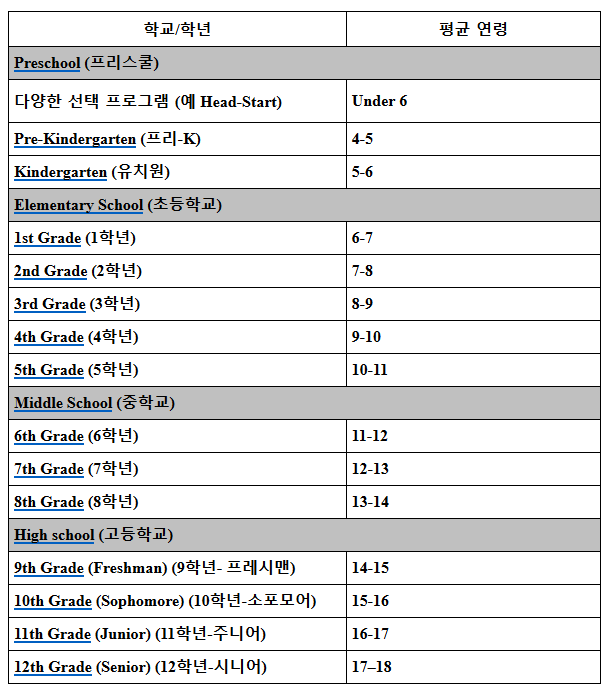 학교/학년 평균 연령
Preschool (프리스쿨)
다양한 선택 프로그램 (예 Head-Start) Under 6
Pre-Kindergarten (프리-K) 4-5
Kindergarten (유치원) 5-6
Elementary School (초등학교)
1st Grade (1학년) 6-7
2nd Grade (2학년) 7-8
3rd Grade (3학년) 8-9
4th Grade (4학년) 9-10
5th Grade (5학년) 10-11
Middle School (중학교)
6th Grade (6학년) 11-12
7th Grade (7학년) 12-13
8th Grade (8학년) 13-14
High school (고등학교)
9th Grade (Freshman) (9학년- 프레시맨) 14-15
10th Grade (Sophomore) (10학년-소포모어) 15-16
11th Grade (Junior) (11학년-주니어) 16-17
12th Grade (Senior) (12학년-시니어) 17–18